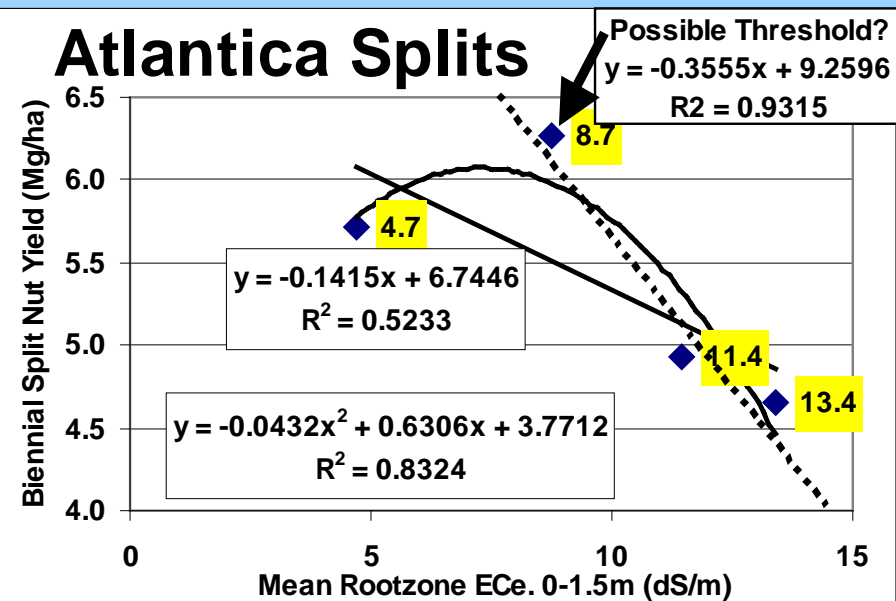 Atlantica Splits
Possible Threshold?
y = -0.3555x + 9.2596
R2 = 0.9315
Biennial Split Nut Yield (Mg/ha)
6.5
6.0
5.5
5.0
4.5
4.0
8.7
4.7
y = -0.1415x + 6.7446
R² = 0.5233
11.4
13.4
y = -0.0432x² + 0.6306x + 3.7712
R² = 0.8324
0
5
10
15
Mean Rootzone ECe. 0-1.5m (dS/m)